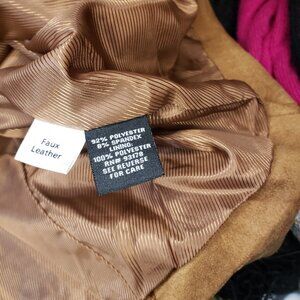 Faux
Leather
92% POLYESTER
8% SPANDEX
LINING:
100% POLYESTER
RN# 93178
SEE REVERSE
FOR CARE